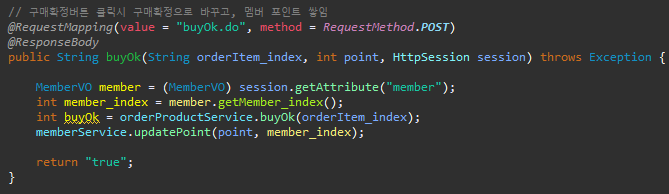 // 구매확정버튼 클릭시 구매확정으로 바꾸고, 멤버 포인트 쌓임
@RequestMapping(value = "buyOk.do", method = RequestMethod.POST)
@ResponseBody
public String buyOk(String orderItem_index, int point, HttpSession session) throws Exception {
MemberVO member = (MemberVO) session.getAttribute("member");
int member_index = member.getMember_index();
int buyOk = orderProductService.buyOk(orderItem_index);
memberService.updatePoint(point, member_index);
return "true";
}